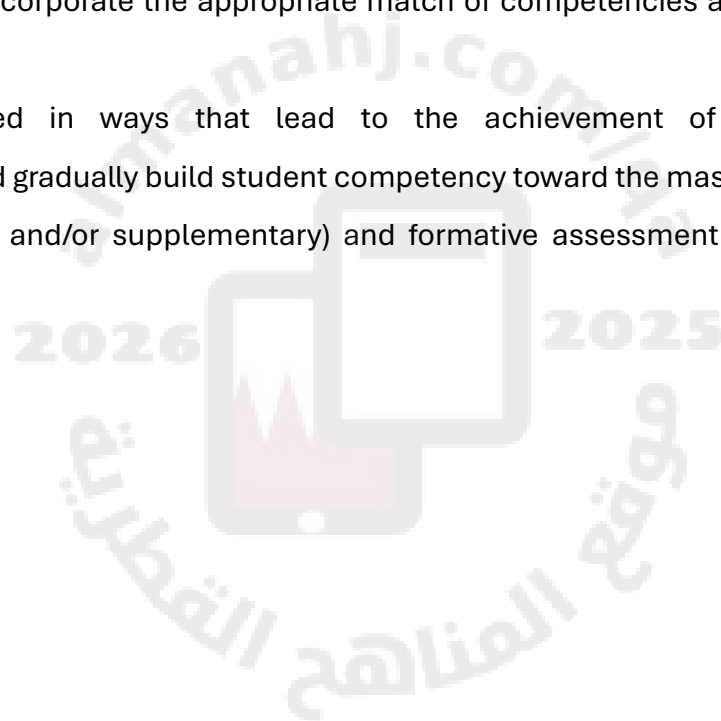 corporate the appropriate match of competencies a
ed in ways that lead to the achievement of
d gradually build student competency toward the mas
and/or supplementary) and formative assessment
almanahj.com/qa
2026
2025
موقع المناهج القطرية